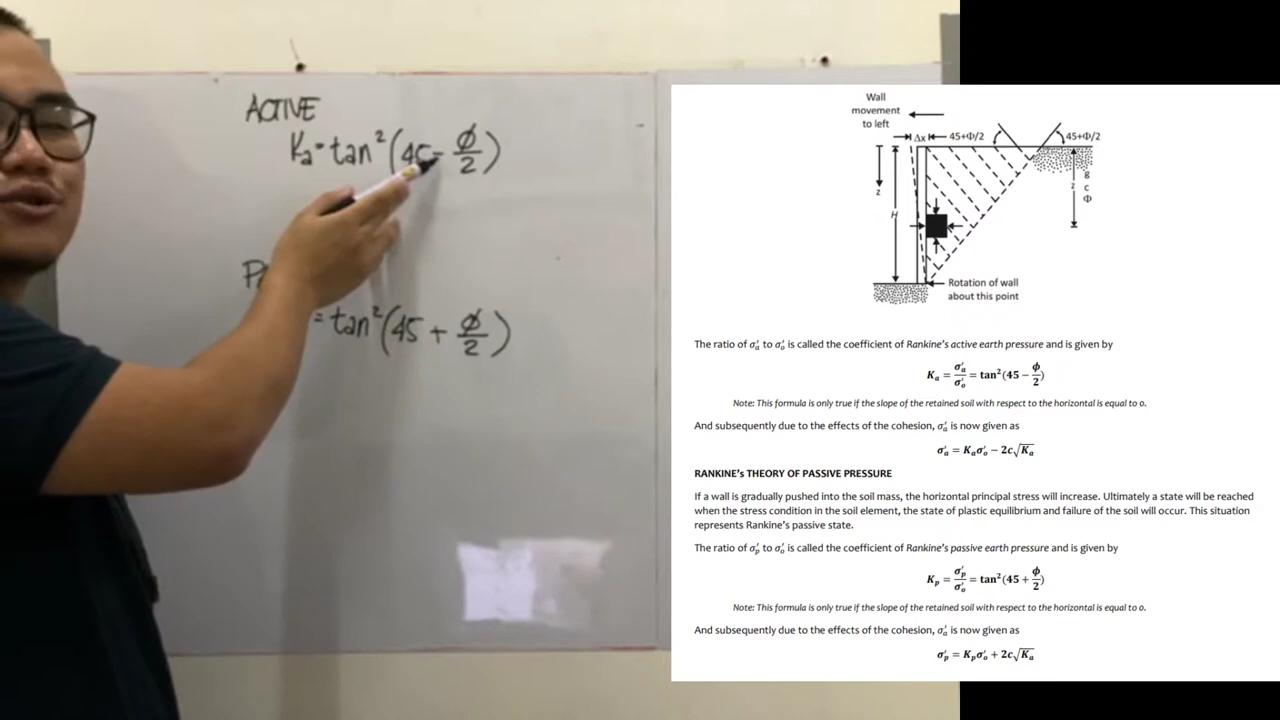 ACTIVE
Ka = tan²(45 - ϕ/2)
= tan²(45 + ϕ/2)
Wall
movement
to left
Δx 45+Φ/2 45+Φ/2
z
H
z
g
c
Φ
Rotation of wall
about this point
The ratio of σ′a to σ′o is called the coefficient of Rankine's active earth pressure and is given by
Ka = σ′a/σ′o = tan²(45 − ϕ/2)
Note: This formula is only true if the slope of the retained soil with respect to the horizontal is equal to 0.
And subsequently due to the effects of the cohesion, σ′a is now given as
σ′a = Kaσ′o − 2c√Ka
RANKINE's THEORY OF PASSIVE PRESSURE
If a wall is gradually pushed into the soil mass, the horizontal principal stress will increase. Ultimately a state will be reached
when the stress condition in the soil element, the state of plastic equilibrium and failure of the soil will occur. This situation
represents Rankine's passive state.
The ratio of σ′p to σ′o is called the coefficient of Rankine's passive earth pressure and is given by
Kp = σ′p/σ′o = tan²(45 + ϕ/2)
Note: This formula is only true if the slope of the retained soil with respect to the horizontal is equal to 0.
And subsequently due to the effects of the cohesion, σ′a is now given as
σ′p = Kpσ′o + 2c√Ka